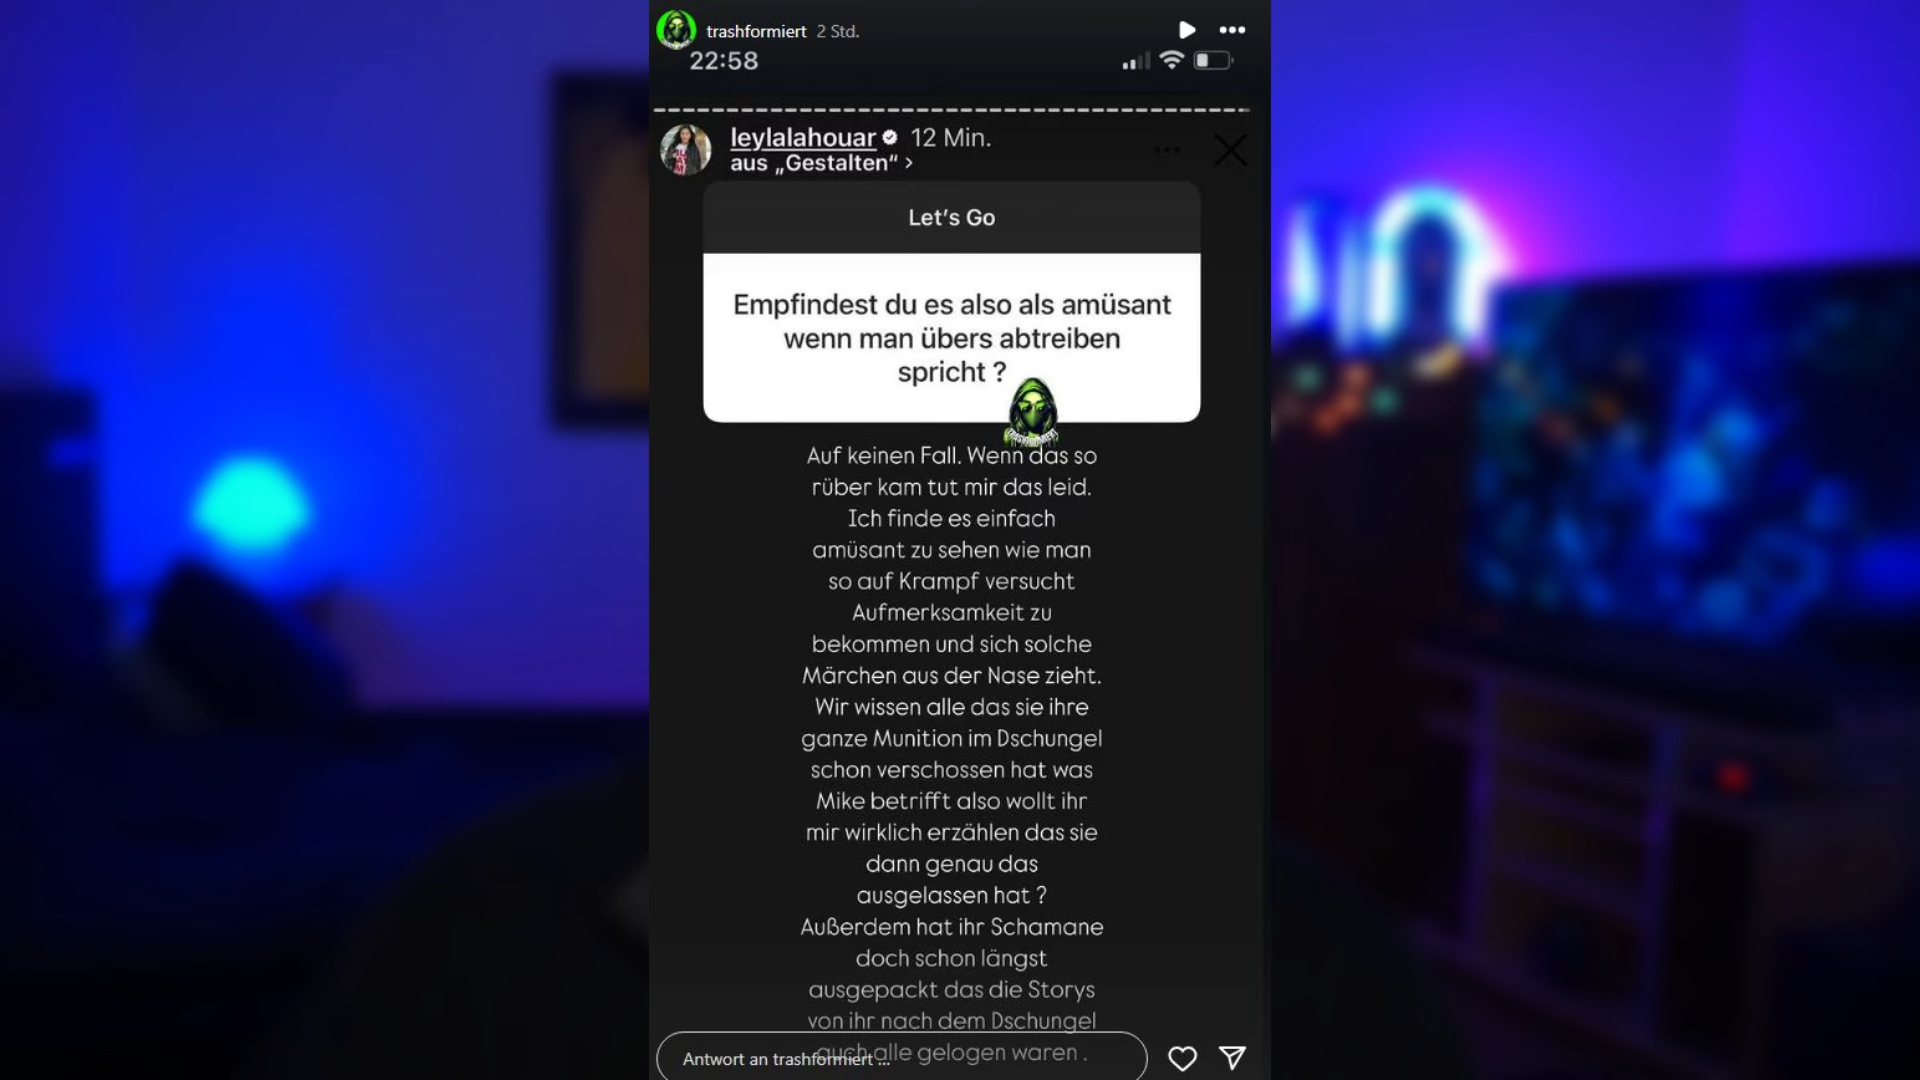 trashformiert 2 Std.
22:58
leylalahouar 12 Min.
aus „Gestalten“ >
Let's Go
Empfindest du es also als amüsant
wenn man übers abtreiben
spricht ?
Auf keinen Fall. Wenn das so
rüber kam tut mir das leid.
Ich finde es einfach
amüsant zu sehen wie man
so auf Krampf versucht
Aufmerksamkeit zu
bekommen und sich solche
Märchen aus der Nase zieht.
Wir wissen alle das sie ihre
ganze Munition im Dschungel
schon verschossen hat was
Mike betrifft also wollt ihr
mir wirklich erzählen das sie
dann genau das
ausgelassen hat ?
Außerdem hat ihr Schamane
doch schon längst
ausgepackt das die Storys
von ihr nach dem Dschungel
auch alle gelogen waren .
Antwort an trashformiert ...